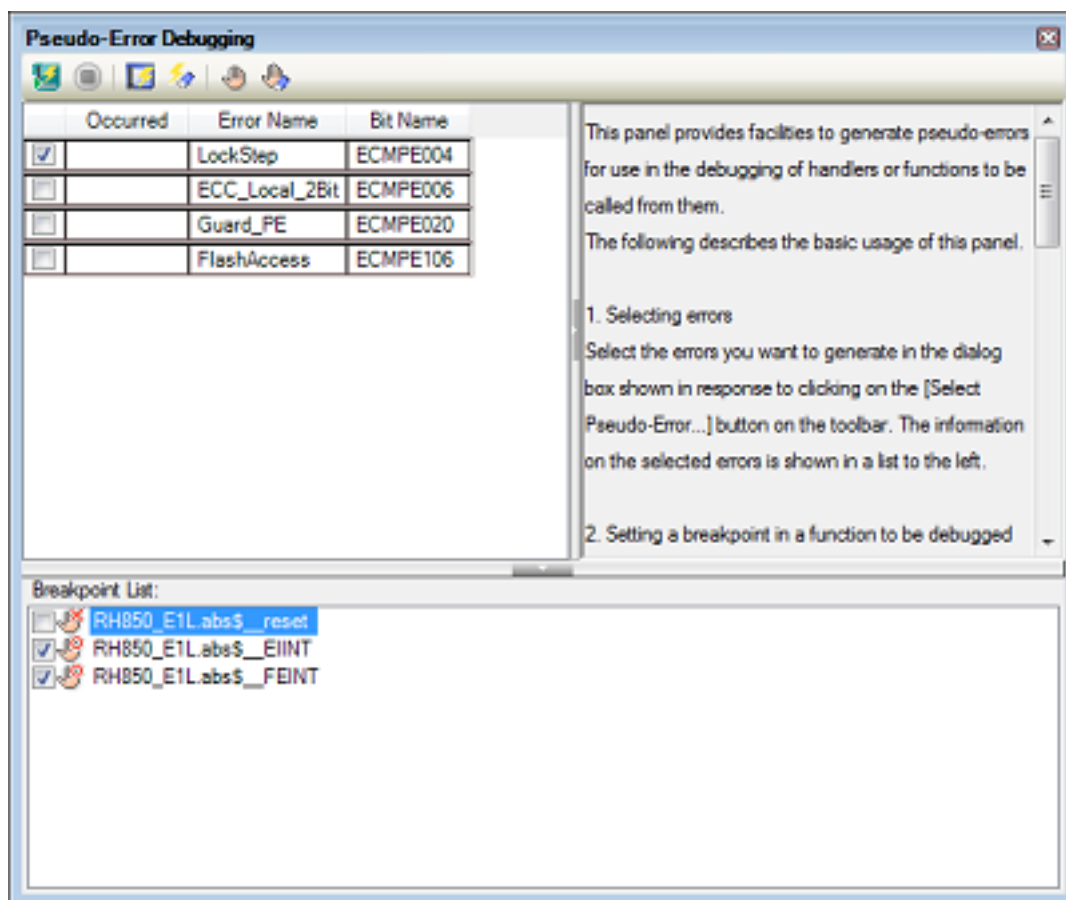 Pseudo-Error Debugging
Occurred Error Name Bit Name
LockStep ECMPE004
ECC_Local_2Bit ECMPE006
Guard_PE ECMPE020
FlashAccess ECMPE106
This panel provides facilities to generate pseudo-errors
for use in the debugging of handlers or functions to be
called from them.
The following describes the basic usage of this panel.
1. Selecting errors
Select the errors you want to generate in the dialog
box shown in response to clicking on the [Select
Pseudo-Error...] button on the toolbar. The information
on the selected errors is shown in a list to the left.
2. Setting a breakpoint in a function to be debugged
Breakpoint List:
RH850_E1L.abs$__reset
RH850_E1L.abs$__EIINT
RH850_E1L.abs$__FEINT